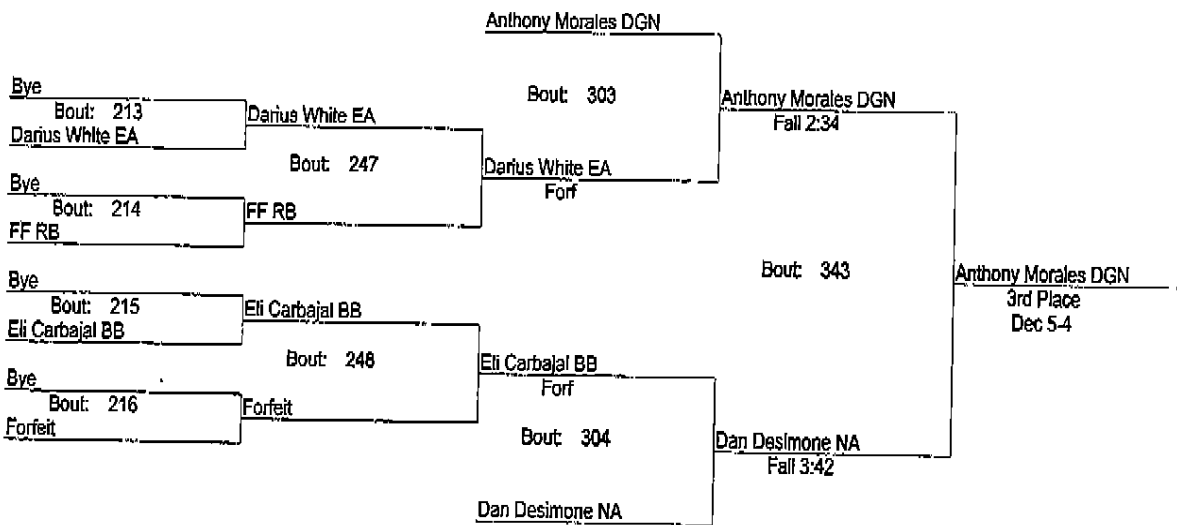 Anthony Morales DGN
Bye
Bout: 213
Darius White EA
Darius White EA
Bout: 247
Bout: 303
Anthony Morales DGN
Fall 2:34
Darius White EA
Forf
Bye
Bout: 214
FF RB
FF RB
Bout: 343
Anthony Morales DGN
3rd Place
Dec 5-4
Bye
Bout: 215
Eli Carbajal BB
Eli Carbajal BB
Bout: 248
Eli Carbajal BB
Forf
Bye
Bout: 216
Forfeit
Forfeit
Bout: 304
Dan Desimone NA
Fall 3:42
Dan Desimone NA